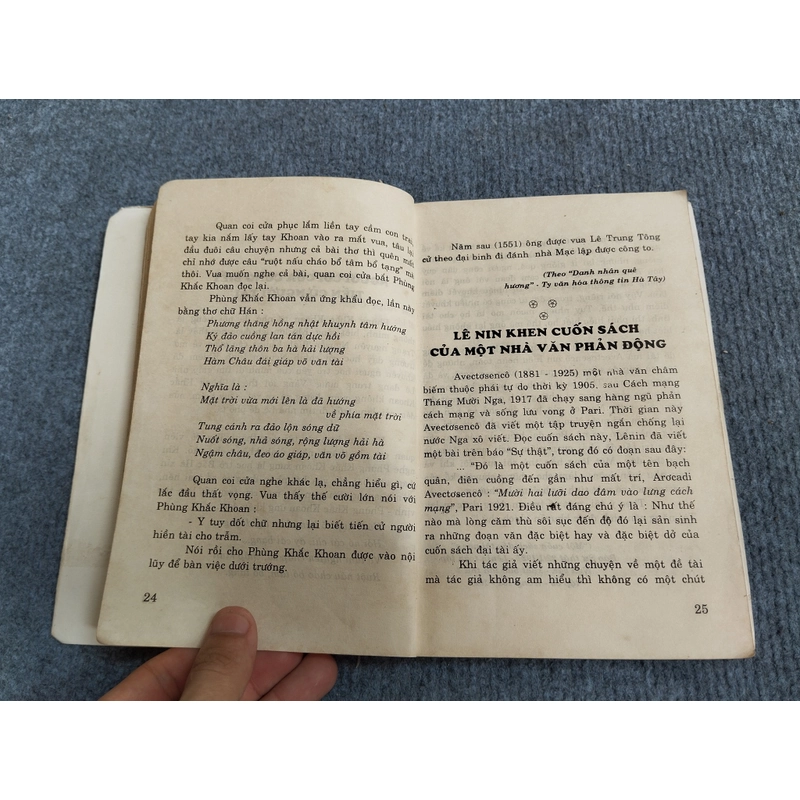 Quan coi cửa phục lắm liền tay cầm con trai,
tay kia nắm lấy tay Khoan vào ra mắt vua, tâu lại
đầu đuôi câu chuyện nhưng cả bài thơ thì quên mất
chỉ nhớ được câu "ruột nấu cháo bổ tâm bổ tạng" mà
thôi. Vua muốn nghe cả bài, quan coi cửa bắt Phùng
Khắc Khoan đọc lại.
Phùng Khắc Khoan vẫn ứng khẩu đọc, lần này
bằng thơ chữ Hán :
Phương thăng hồng nhật khuynh tâm hướng
Kỷ đảo cuồng lan tân dực hồi
Thổ lãng thôn ba hà hải lượng
Hàm Châu đái giáp võ văn tài
Nghĩa là :
Mặt trời vừa mới lên là đã hướng
về phía mặt trời
Tung cánh ra đảo lộn sóng dữ
Nuốt sóng, nhả sóng, rộng lượng hải hà
Ngậm châu, đeo áo giáp, văn võ gồm tài
Quan coi cửa nghe khác lạ, chẳng hiểu gì, cứ
lắc đầu thất vọng. Vua thấy thế cười lớn nói với
Phùng Khắc Khoan :
- Y tuy dốt chữ nhưng lại biết tiến cử người
hiền tài cho trẫm.
Nói rồi cho Phùng Khắc Khoan được vào nội
lũy để bàn việc dưới trướng.
24
Năm sau (1551) ông được vua Lê Trung Tông
cử theo đại binh đi đánh nhà Mạc lập được công to.
(Theo "Danh nhân quê
hương" - Ty văn hóa thông tin Hà Tây)
LÊ NIN KHEN CUỐN SÁCH
CỦA MỘT NHÀ VĂN PHẢN ĐỘNG
Avectơsencô (1881 - 1925) một nhà văn châm
biếm thuộc phái tự do thời kỳ 1905, sau Cách mạng
Tháng Mười Nga, 1917 đã chạy sang hàng ngũ phản
cách mạng và sống lưu vong ở Pari. Thời gian này
Avectơsencô đã viết một tập truyện ngắn chống lại
nước Nga xô viết. Đọc cuốn sách này, Lênin đã viết
một bài trên báo "Sự thật", trong đó có đoạn sau đây:
... "Đó là một cuốn sách của một tên bạch
quân, điên cuồng đến gần như mất trí, Arơcađi
Avectơsencô : "Mười hai lưỡi dao đâm vào lưng cách
mạng", Pari 1921. Điều rất đáng chú ý là : Như thế
nào mà lòng căm thù sôi sục đến độ đó lại sản sinh
ra những đoạn văn đặc biệt hay và đặc biệt dở của
cuốn sách đại tài ấy.
Khi tác giả viết những chuyện về một đề tài
mà tác giả không am hiểu thì không có một chút
25